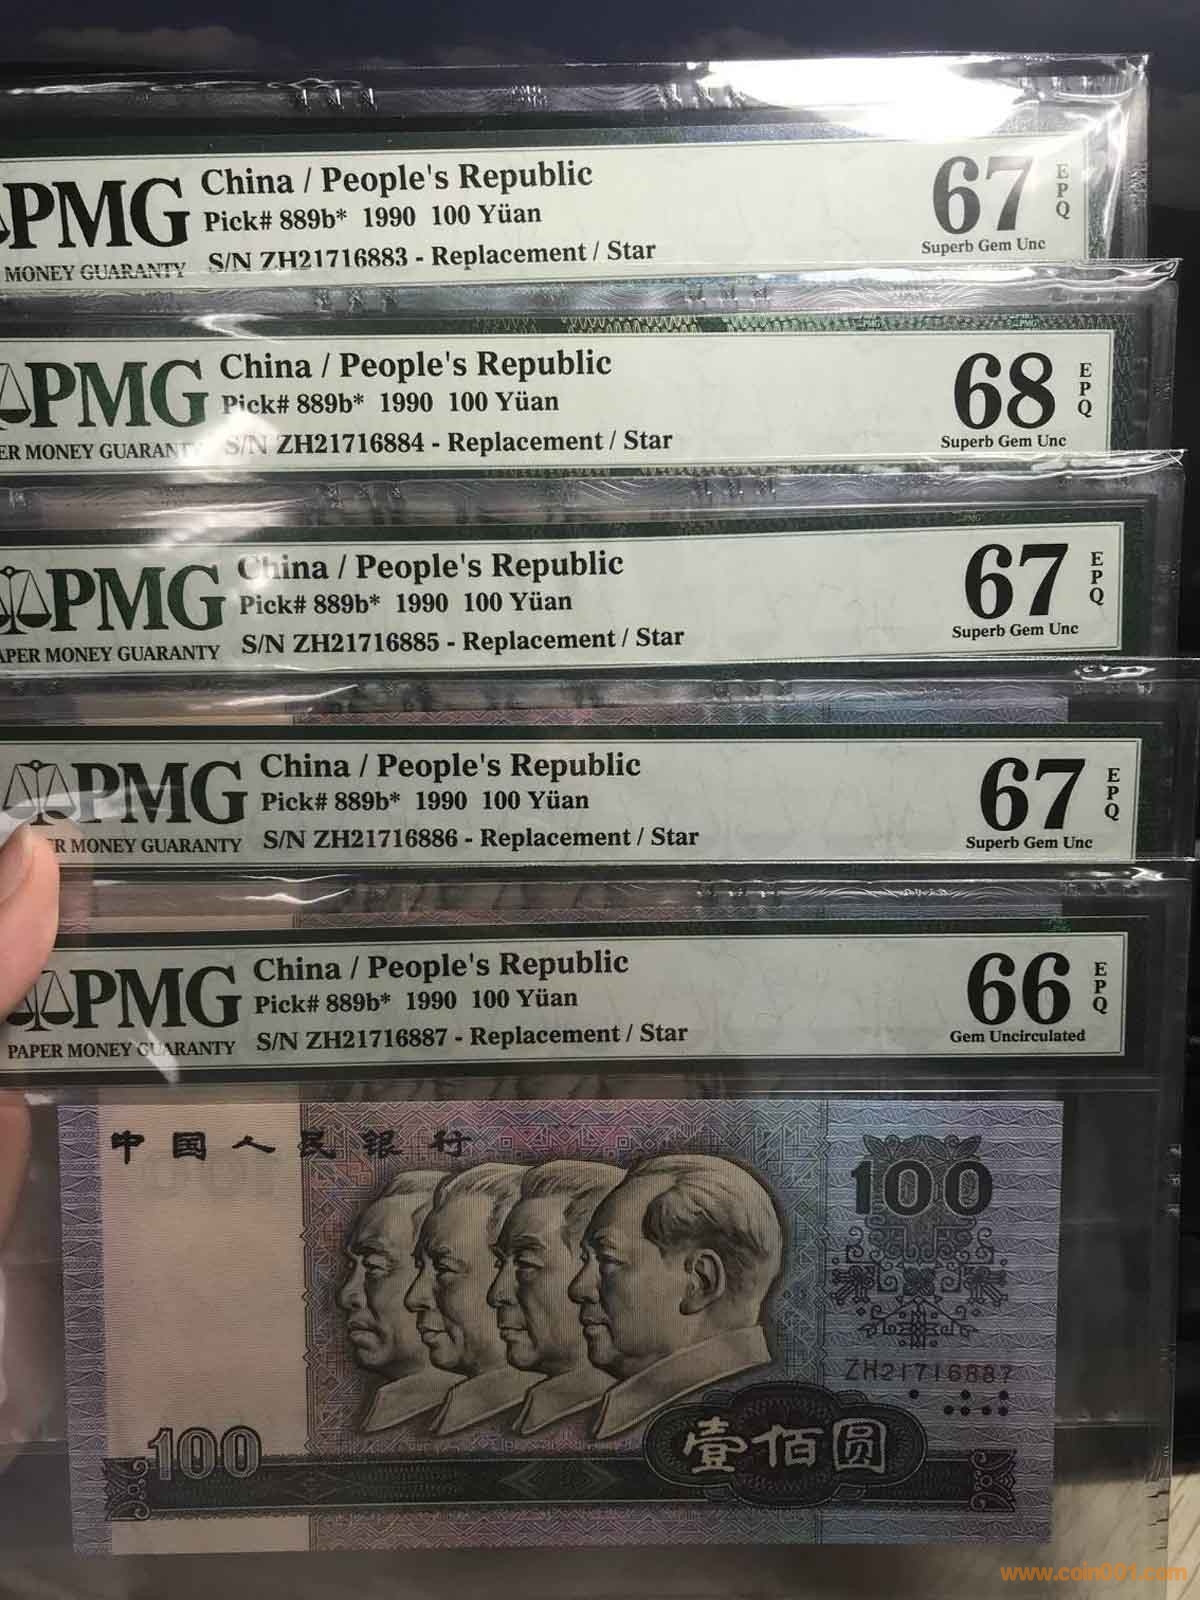 PMG
China / People's Republic
Pick# 889b* 1990 100 Yüan
MONEY GUARANTY
S/N ZH21716883 - Replacement / Star
67
EPQ
Superb Gem Unc
PMG
China / People's Republic
Pick# 889b* 1990 100 Yüan
ER MONEY GUARANTY
S/N ZH21716884 - Replacement / Star
68
EPQ
Superb Gem Unc
PMG
China / People's Republic
Pick# 889b* 1990 100 Yüan
APER MONEY GUARANTY
S/N ZH21716885 - Replacement / Star
67
EPQ
Superb Gem Unc
PMG
China / People's Republic
Pick# 889b* 1990 100 Yüan
R MONEY GUARANTY
S/N ZH21716886 - Replacement / Star
67
EPQ
Superb Gem Unc
PMG
China / People's Republic
Pick# 889b* 1990 100 Yüan
PAPER MONEY GUARANTY
S/N ZH21716887 - Replacement / Star
66
EPQ
Gem Uncirculated
中国人民银行
100
ZH21716887
100
壹佰圆
www.coin001.com